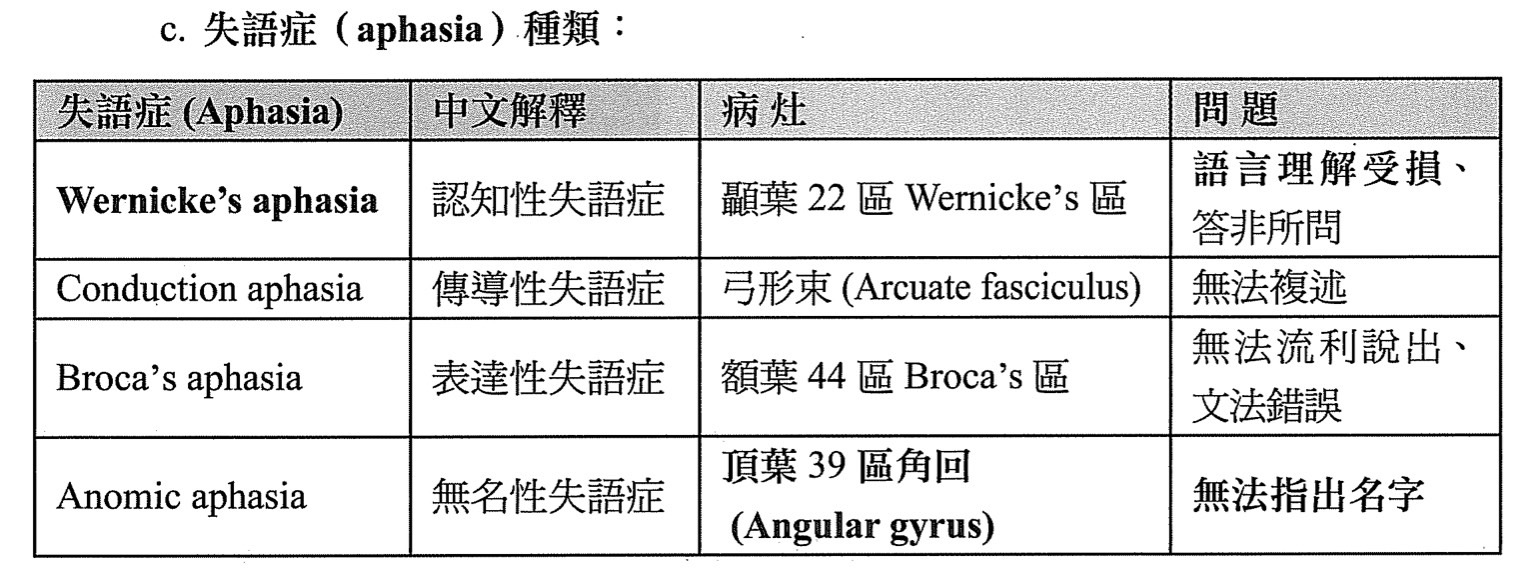 c. 失語症（aphasia）種類：
失語症 (Aphasia) 中文解釋 病 灶 問 題
Wernicke’s aphasia 認知性失語症 顳葉 22 區 Wernicke’s 區 語言理解受損、
答非所問
Conduction aphasia 傳導性失語症 弓形束 (Arcuate fasciculus) 無法複述
Broca’s aphasia 表達性失語症 額葉 44 區 Broca’s 區 無法流利說出、
文法錯誤
Anomic aphasia 無名性失語症 頂葉 39 區角回
(Angular gyrus) 無法指出名字